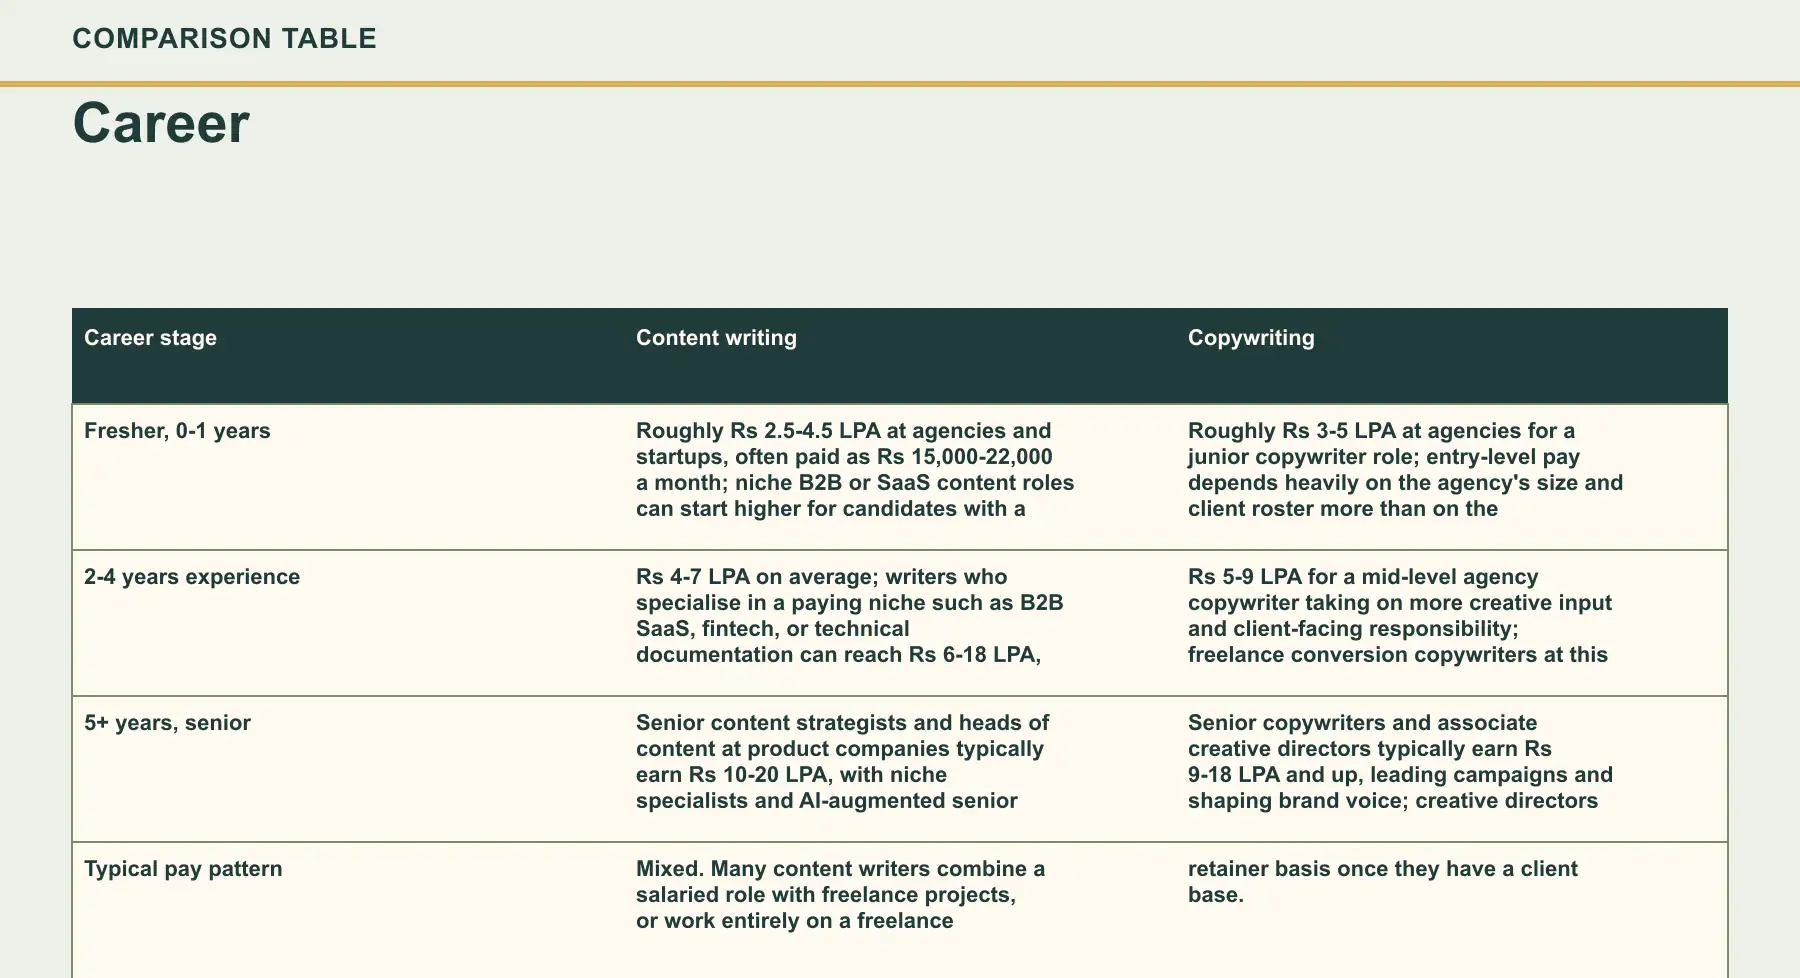 COMPARISON TABLE
Career
Career stage
Content writing
Copywriting
Fresher, 0-1 years
Roughly Rs 2.5-4.5 LPA at agencies and
startups, often paid as Rs 15,000-22,000
a month; niche B2B or SaaS content roles
can start higher for candidates with a
Roughly Rs 3-5 LPA at agencies for a
junior copywriter role; entry-level pay
depends heavily on the agency's size and
client roster more than on the
2-4 years experience
Rs 4-7 LPA on average; writers who
specialise in a paying niche such as B2B
SaaS, fintech, or technical
documentation can reach Rs 6-18 LPA,
Rs 5-9 LPA for a mid-level agency
copywriter taking on more creative input
and client-facing responsibility;
freelance conversion copywriters at this
5+ years, senior
Senior content strategists and heads of
content at product companies typically
earn Rs 10-20 LPA, with niche
specialists and AI-augmented senior
Senior copywriters and associate
creative directors typically earn Rs
9-18 LPA and up, leading campaigns and
shaping brand voice; creative directors
Typical pay pattern
Mixed. Many content writers combine a
salaried role with freelance projects,
or work entirely on a freelance
retainer basis once they have a client
base.